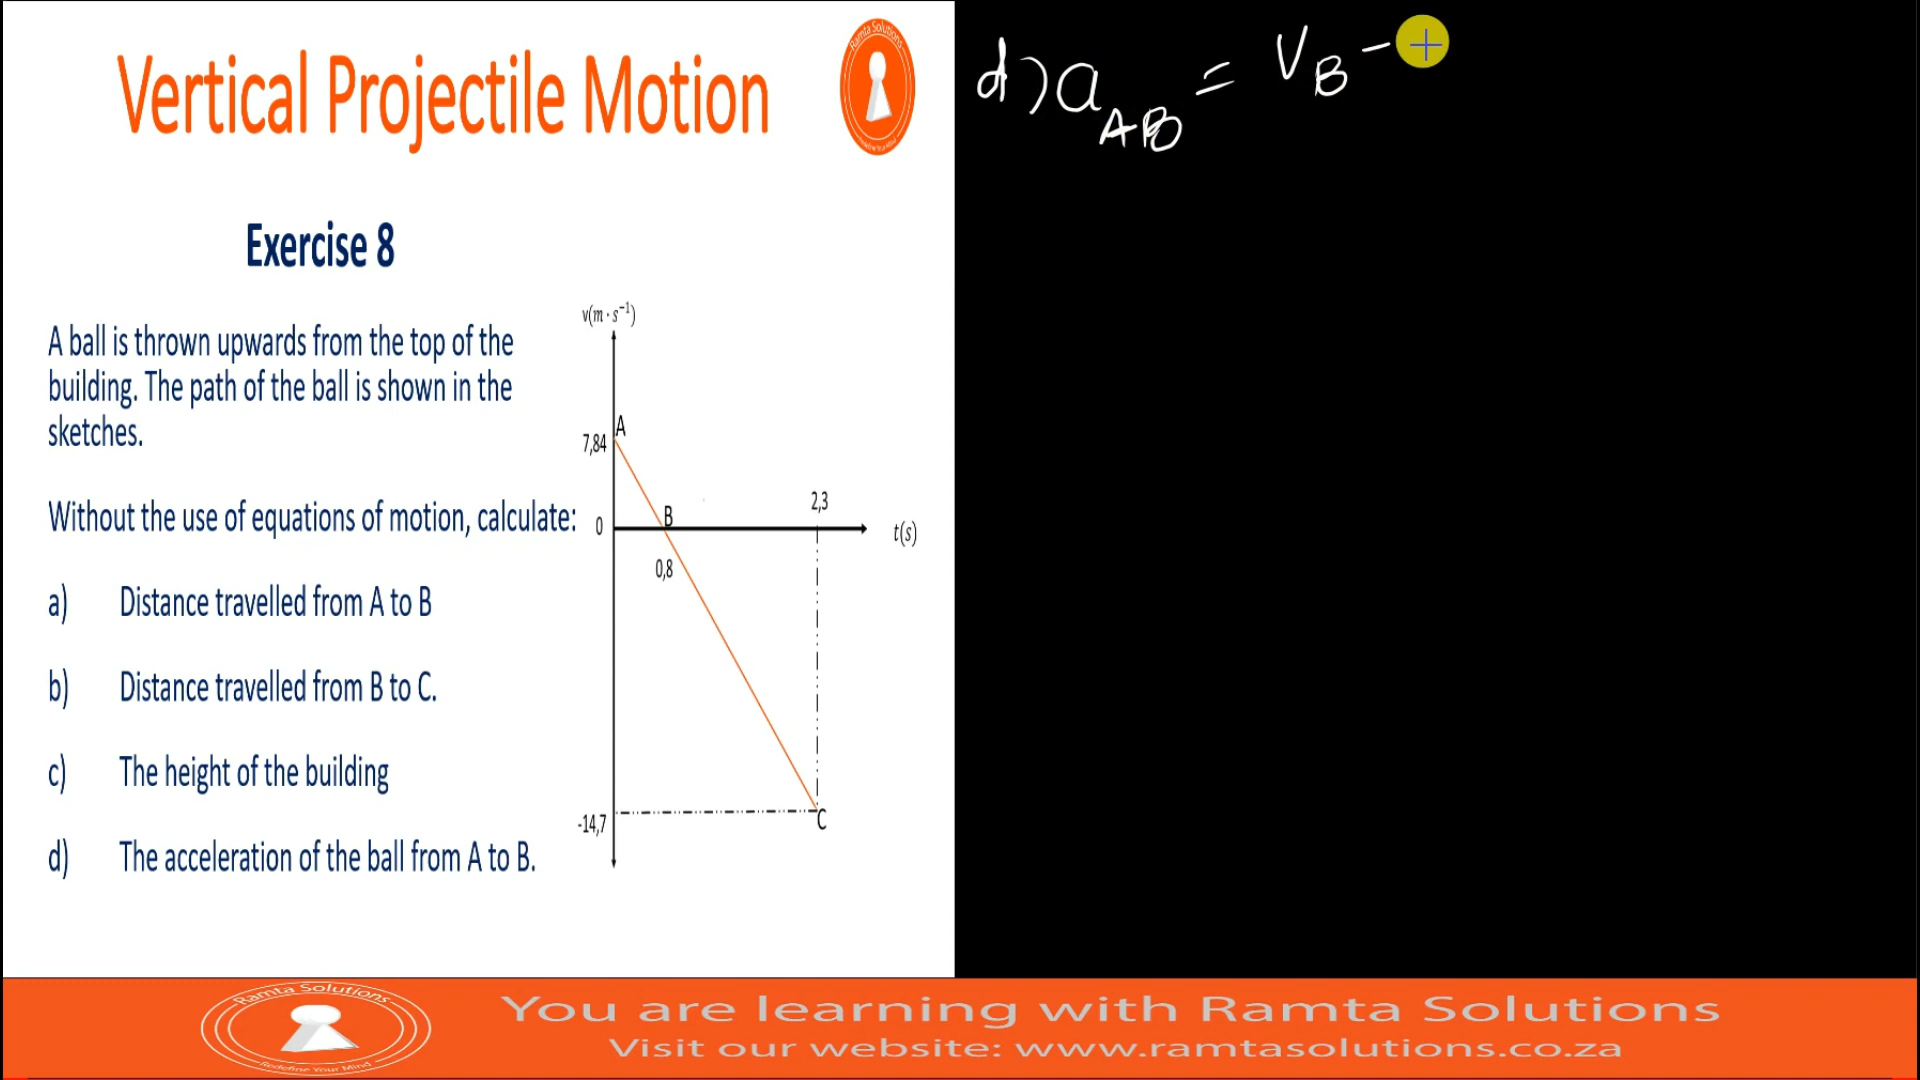 Vertical Projectile Motion
Ramta Solutions
Redefine Your Mind
Exercise 8
A ball is thrown upwards from the top of the
building. The path of the ball is shown in the
sketches.
Without the use of equations of motion, calculate:
a) Distance travelled from A to B
b) Distance travelled from B to C.
c) The height of the building
d) The acceleration of the ball from A to B.
v(m · s⁻¹)
A
7,84
2,3
B
0
t(s)
0,8
-14,7
C
d) a_AB = V_B -
Ramta Solutions
Redefine Your Mind
You are learning with Ramta Solutions
Visit our website: www.ramtasolutions.co.za